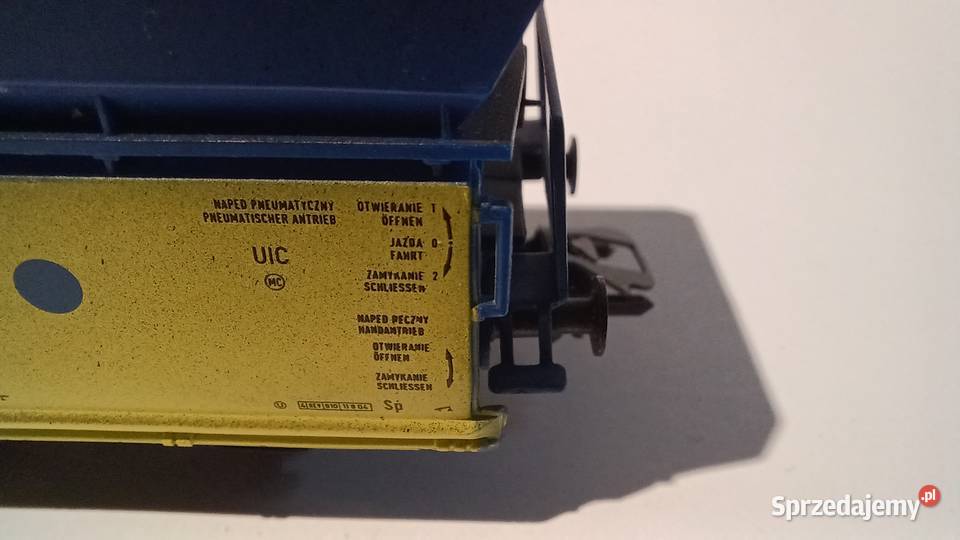 NAPED PNEUMATYCZNY
PNEUMATISCHER ANTRIEB
UIC
MC
OTWIERANIE 1
ÖFFNEN
JAZDA 0
FAHRT
ZAMYKANIE 2
SCHLIESSEN
NAPED RĘCZNY
HANDANTRIEB
OTWIERANIE
ÖFFNEN
ZAMYKANIE
SCHLIESSEN
Sp
Sprzedajemy.pl